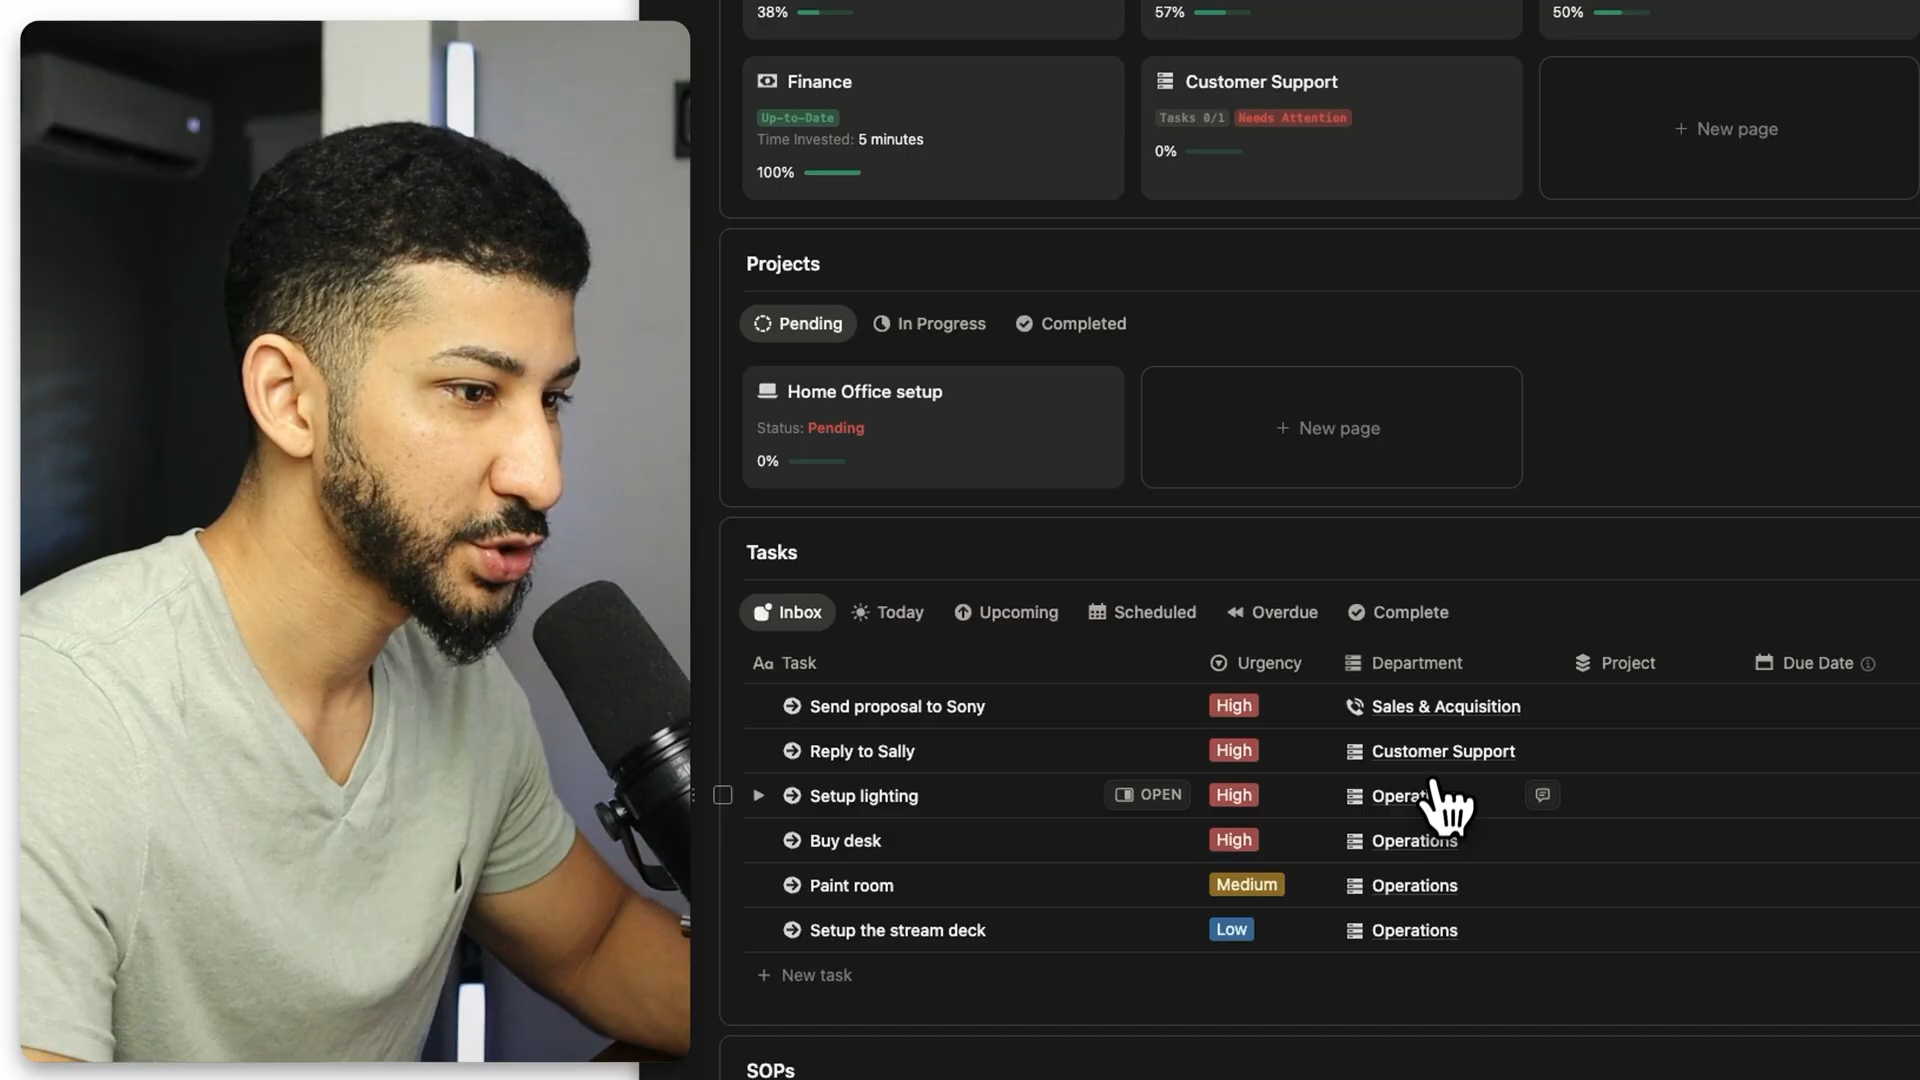 38% 57% 50%
Finance
Up-to-Date
Time Invested: 5 minutes
100%
Customer Support
Tasks 0/1 Needs Attention
0%
+ New page
Projects
Pending In Progress Completed
Home Office setup
Status: Pending
0%
+ New page
Tasks
Inbox Today Upcoming Scheduled Overdue Complete
Aa Task Urgency Department Project Due Date
Send proposal to Sony High Sales & Acquisition
Reply to Sally High Customer Support
Setup lighting OPEN High
Buy desk High Operations
Paint room Medium Operations
Setup the stream deck Low Operations
+ New task
SOPs